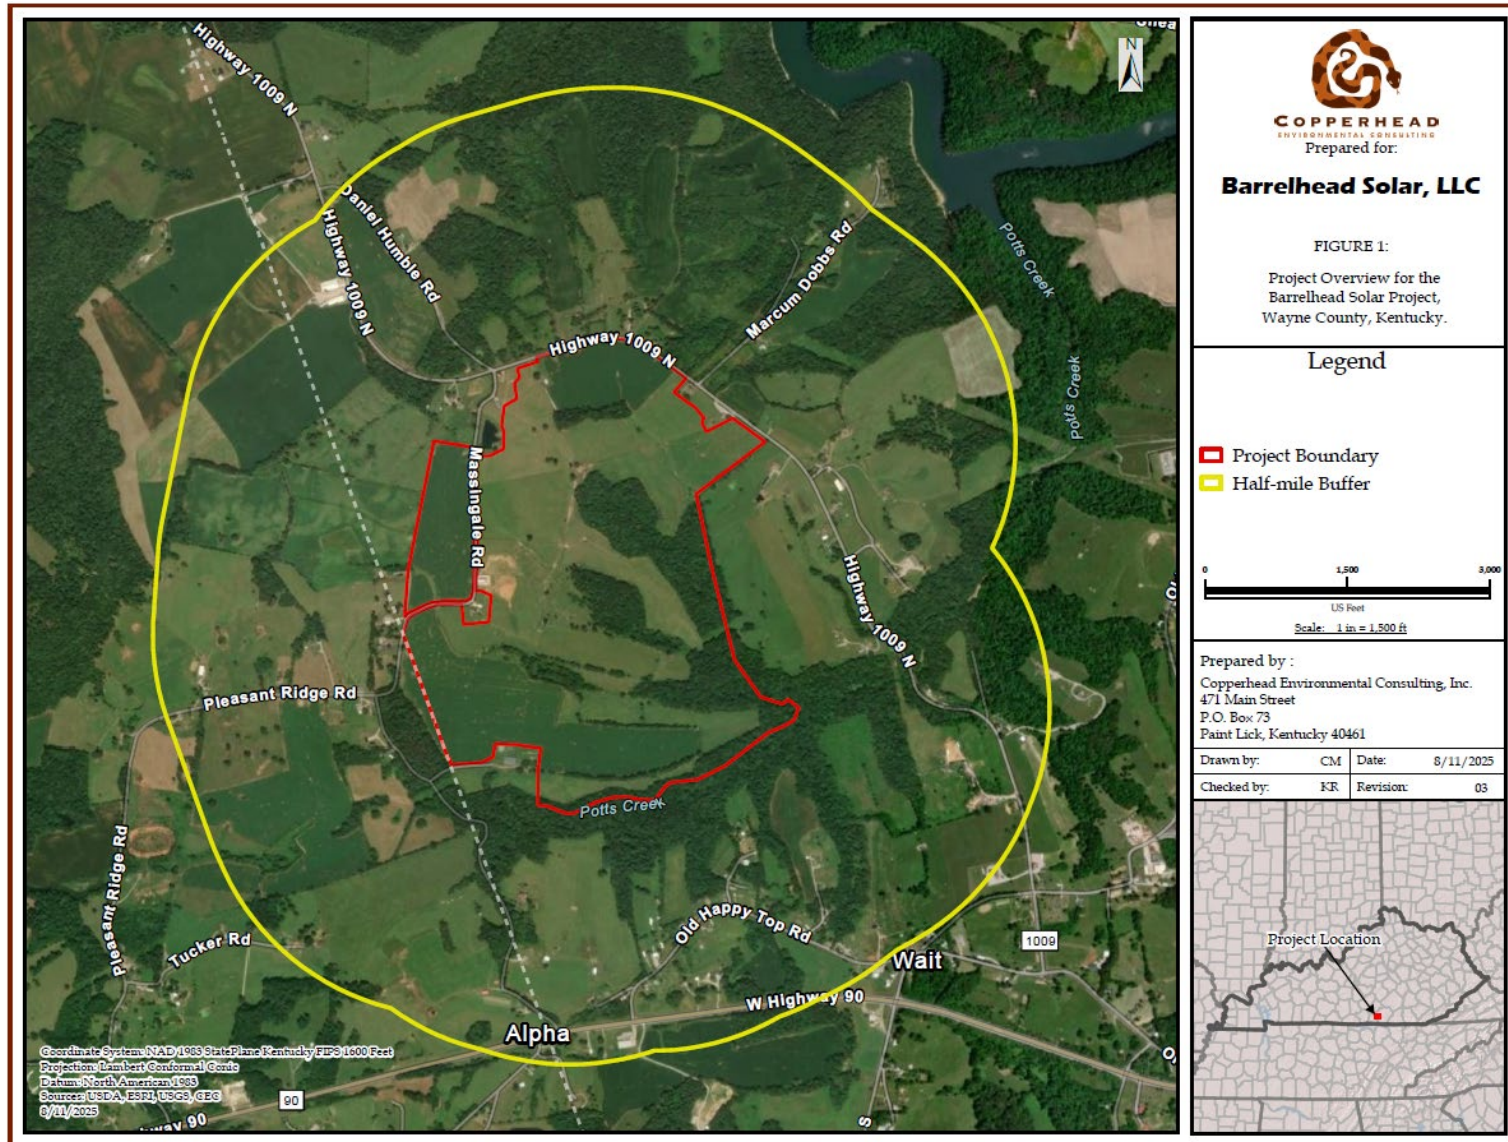 Highway 1009 N
N
Daniel Humble Rd
Highway 1009 N
Marcum Dobbs Rd
Potts Creek
Highway 1009 N
Potts Creek
Massingale Rd
Highway 1009 N
Pleasant Ridge Rd
Potts Creek
Pleasant Ridge Rd
Tucker Rd
Old Happy Top Rd
1009
Wait
W Highway 90
Alpha
90
S
Coordinate System: NAD 1983 StatePlane Kentucky FIPS 1600 Feet
Projection: Lambert Conformal Conic
Datum: North American 1983
Sources: USDA, ESRI, USGS, CEC
8/11/2025
COPPERHEAD
ENVIRONMENTAL CONSULTING
Prepared for:
Barrelhead Solar, LLC
FIGURE 1:
Project Overview for the
Barrelhead Solar Project,
Wayne County, Kentucky.
Legend
Project Boundary
Half-mile Buffer
0 1,500 3,000
US Feet
Scale: 1 in = 1,500 ft
Prepared by :
Copperhead Environmental Consulting, Inc.
471 Main Street
P.O. Box 73
Paint Lick, Kentucky 40461
Drawn by: CM Date: 8/11/2025
Checked by: KR Revision: 03
Project Location